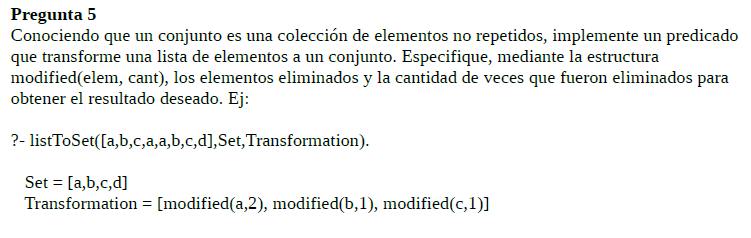 Pregunta 5
Conociendo que un conjunto es una colección de elementos no repetidos, implemente un predicado
que transforme una lista de elementos a un conjunto. Especifique, mediante la estructura
modified(elem, cant), los elementos eliminados y la cantidad de veces que fueron eliminados para
obtener el resultado deseado. Ej:
?- listToSet([a,b,c,a,a,b,c,d],Set,Transformation).
Set = [a,b,c,d]
Transformation = [modified(a,2), modified(b,1), modified(c,1)]